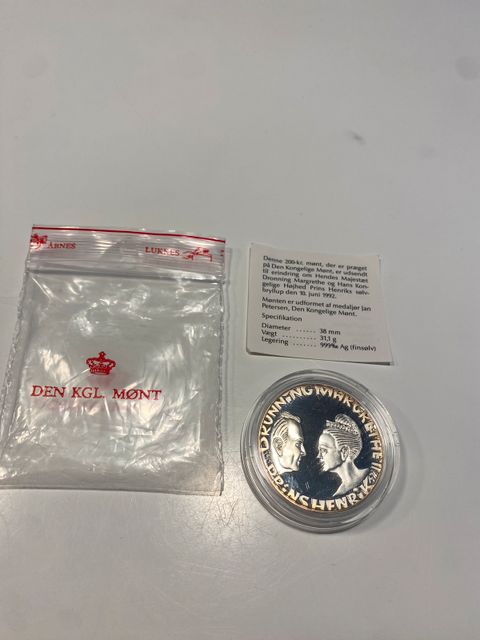 ÅBNES
LUKNES
DEN KGL. MØNT
Denne 200-kr. mønt, der er præget
på Den Kongelige Mønt, er udsendt
til erindring om Hendes Majestæt
Dronning Margrethe og Hans Kon-
gelige Højhed Prins Henriks sølv-
bryllup den 10. juni 1992.
Mønten er udformet af medaljør Jan
Petersen, Den Kongelige Mønt.
Specifikation
Diameter ...... 38 mm
Vægt .......... 31,1 g
Legering ...... 999‰ Ag (finsølv)
DRONNING MARGRETHE II
PRINS HENRIK